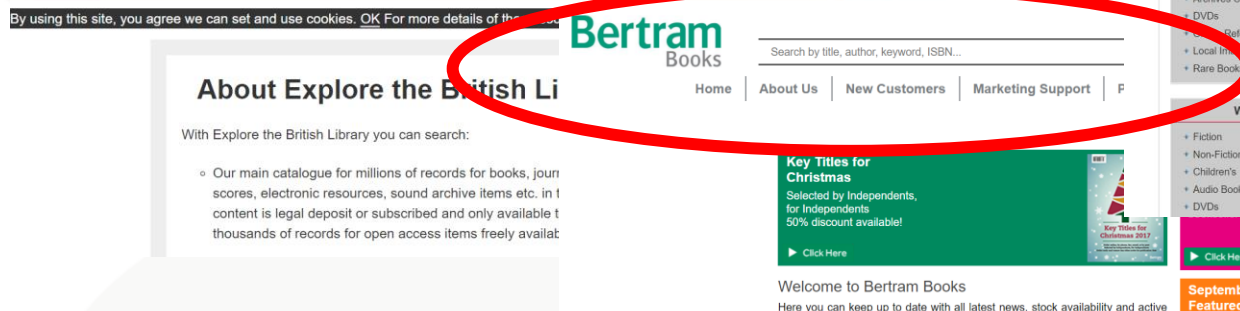 By using this site, you agree we can set and use cookies. OK For more details of
About Explore the British Li
With Explore the British Library you can search:
Our main catalogue for millions of records for books, jour
scores, electronic resources, sound archive items etc. in t
content is legal deposit or subscribed and only available t
thousands of records for open access items freely availab
Bertram
Books
Search by title, author, keyword, ISBN...
Home
About Us
New Customers
Marketing Support
P
Key Titles for
Christmas
Selected by Independents,
for Independents
50% discount available!
Click Here
Key Titles for
Christmas 2017
Welcome to Bertram Books
Here you can keep up to date with all latest news, stock availability and active
DVDs
Local
Rare Books
W
Fiction
Non-Fiction
Children's
Audio Book
DVDs
Click He
Septemb
Featured